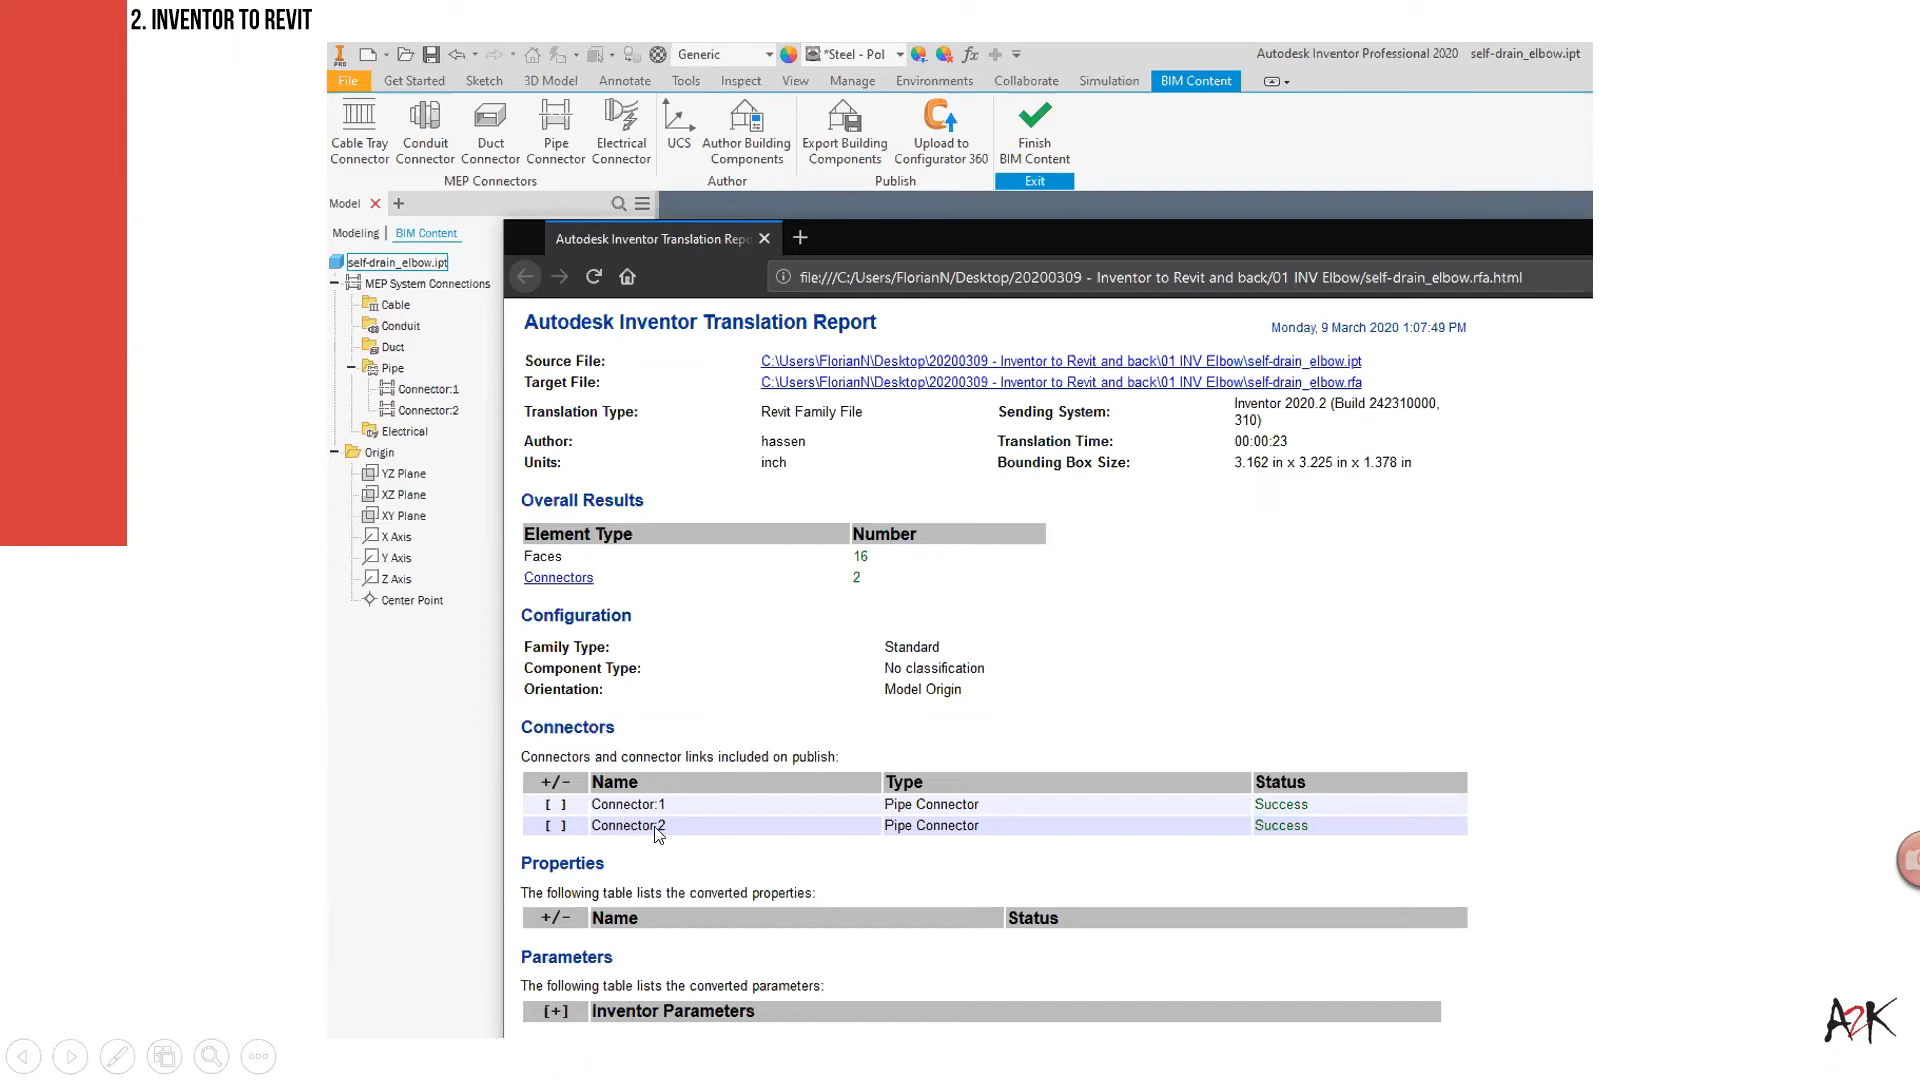 2. INVENTOR TO REVIT
PRO
Generic
*Steel - Pol
fx
Autodesk Inventor Professional 2020 self-drain_elbow.ipt
File Get Started Sketch 3D Model Annotate Tools Inspect View Manage Environments Collaborate Simulation BIM Content
Cable Tray Connector
Conduit Connector
Duct Connector
Pipe Connector
Electrical Connector
UCS
Author Building Components
Export Building Components
Upload to Configurator 360
Finish BIM Content
MEP Connectors Author Publish Exit
Model
Modeling | BIM Content
self-drain_elbow.ipt
MEP System Connections
Cable
Conduit
Duct
Pipe
Connector:1
Connector:2
Electrical
Origin
YZ Plane
XZ Plane
XY Plane
X Axis
Y Axis
Z Axis
Center Point
Autodesk Inventor Translation Repo
file:///C:/Users/FlorianN/Desktop/20200309 - Inventor to Revit and back/01 INV Elbow/self-drain_elbow.rfa.html
Autodesk Inventor Translation Report
Monday, 9 March 2020 1:07:49 PM
Source File: C:\Users\FlorianN\Desktop\20200309 - Inventor to Revit and back\01 INV Elbow\self-drain_elbow.ipt
Target File: C:\Users\FlorianN\Desktop\20200309 - Inventor to Revit and back\01 INV Elbow\self-drain_elbow.rfa
Translation Type: Revit Family File Sending System: Inventor 2020.2 (Build 242310000, 310)
Author: hassen Translation Time: 00:00:23
Units: inch Bounding Box Size: 3.162 in x 3.225 in x 1.378 in
Overall Results
Element Type Number
Faces 16
Connectors 2
Configuration
Family Type: Standard
Component Type: No classification
Orientation: Model Origin
Connectors
Connectors and connector links included on publish:
+/- Name Type Status
[ ] Connector:1 Pipe Connector Success
[ ] Connector:2 Pipe Connector Success
Properties
The following table lists the converted properties:
+/- Name Status
Parameters
The following table lists the converted parameters:
[+] Inventor Parameters
A2K